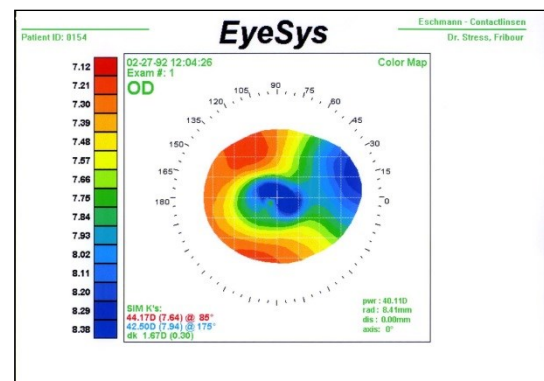 Patient ID: 0154
EyeSys
Eschmann - Contactlinsen
Dr. Stress, Fribour
02-27-92 12:04:26
Exam #: 1
OD
Color Map
7.12
7.21
7.30
7.39
7.48
7.57
7.66
7.75
7.84
7.93
8.02
8.11
8.20
8.29
8.38
90
105
75
120
60
135
45
150
30
165
15
180
0
SIM K's:
44.17D (7.64) @ 85°
42.50D (7.94) @ 175°
dk 1.67D (0.30)
pwr : 40.11D
rad : 8.41mm
dis : 0.00mm
axis: 0°